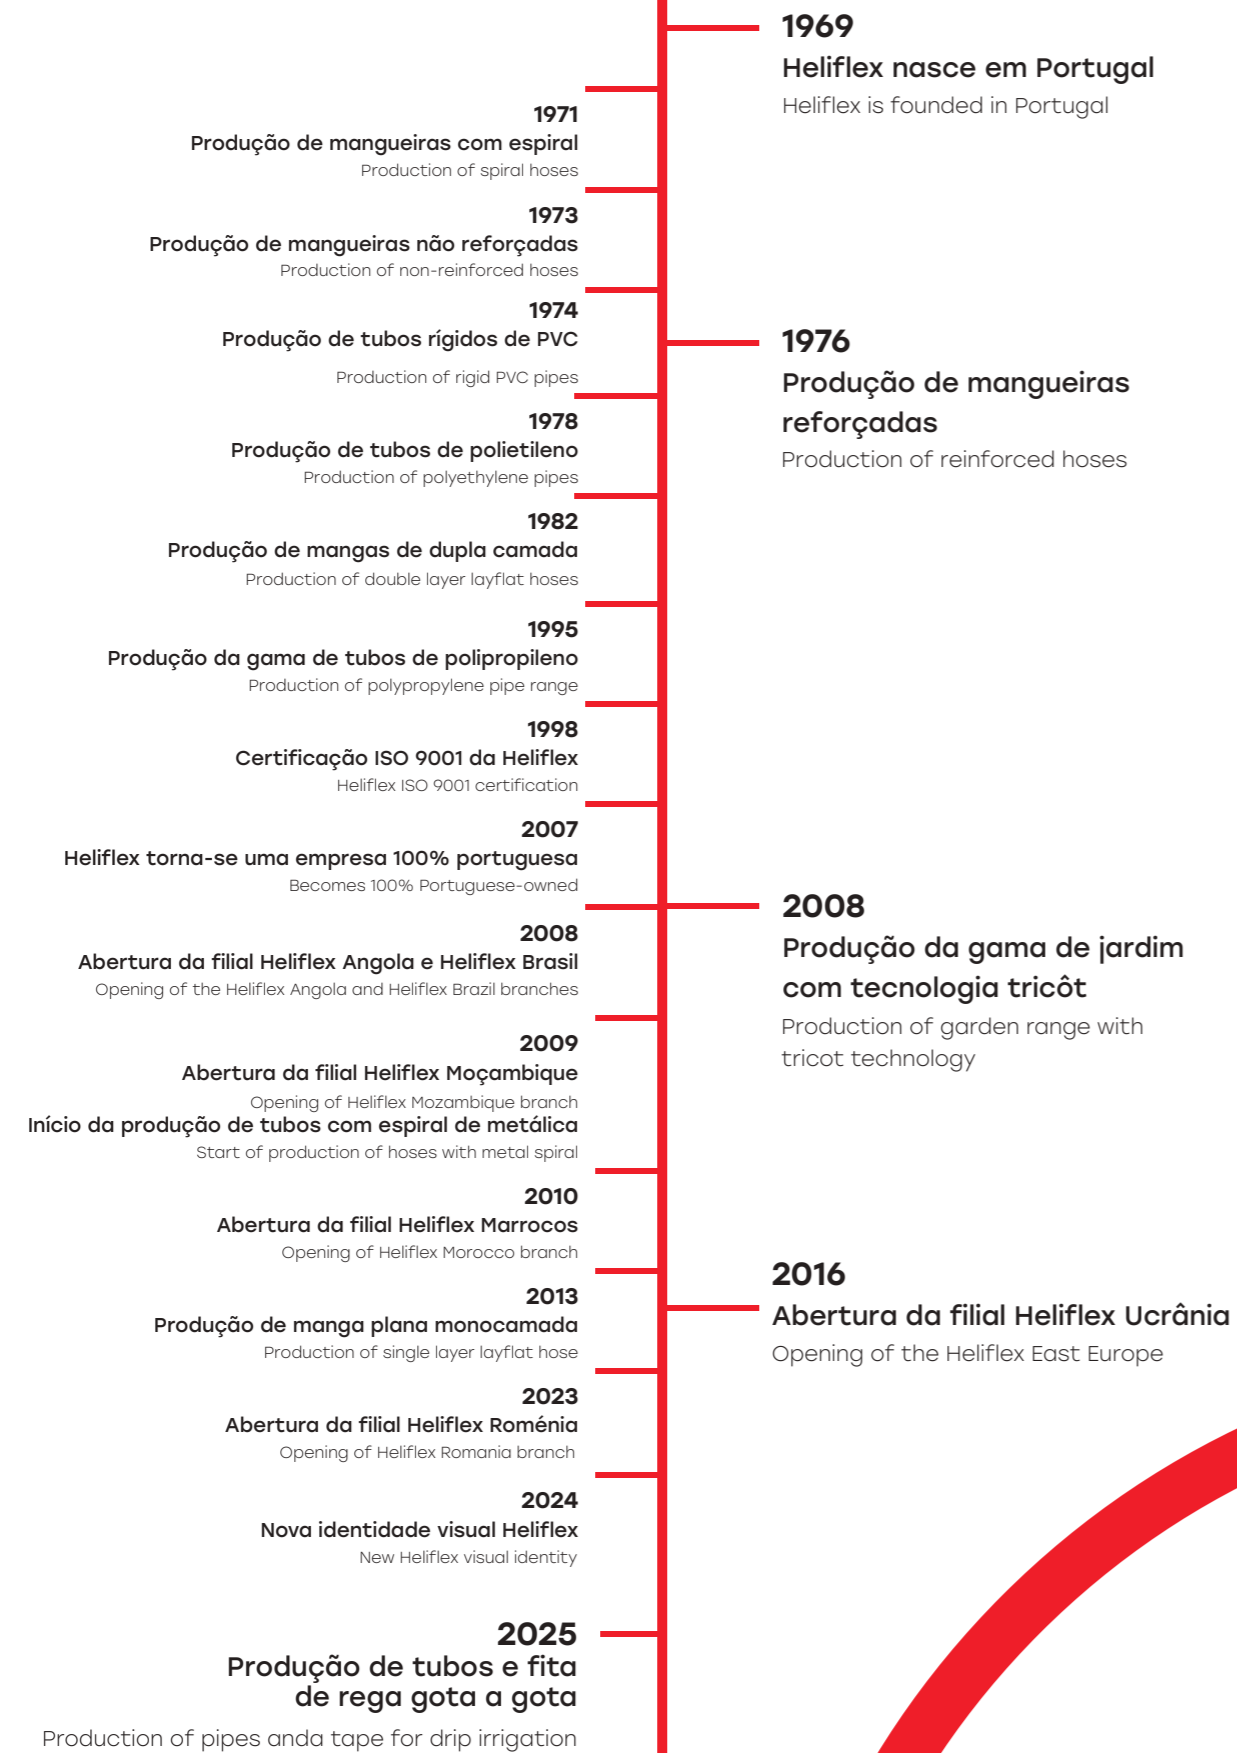 1969
Heliflex nasce em Portugal
Heliflex is founded in Portugal
1971
Produção de mangueiras com espiral
Production of spiral hoses
1973
Produção de mangueiras não reforçadas
Production of non-reinforced hoses
1974
Produção de tubos rígidos de PVC
Production of rigid PVC pipes
1976
Produção de mangueiras
reforçadas
Production of reinforced hoses
1978
Produção de tubos de polietileno
Production of polyethylene pipes
1982
Produção de mangas de dupla camada
Production of double layer layflat hoses
1995
Produção da gama de tubos de polipropileno
Production of polypropylene pipe range
1998
Certificação ISO 9001 da Heliflex
Heliflex ISO 9001 certification
2007
Heliflex torna-se uma empresa 100% portuguesa
Becomes 100% Portuguese-owned
2008
Abertura da filial Heliflex Angola e Heliflex Brasil
Opening of the Heliflex Angola and Heliflex Brazil branches
2008
Produção da gama de jardim
com tecnologia tricôt
Production of garden range with
tricot technology
2009
Abertura da filial Heliflex Moçambique
Opening of Heliflex Mozambique branch
Início da produção de tubos com espiral de metálica
Start of production of hoses with metal spiral
2010
Abertura da filial Heliflex Marrocos
Opening of Heliflex Morocco branch
2013
Produção de manga plana monocamada
Production of single layer layflat hose
2016
Abertura da filial Heliflex Ucrânia
Opening of the Heliflex East Europe
2023
Abertura da filial Heliflex Roménia
Opening of Heliflex Romania branch
2024
Nova identidade visual Heliflex
New Heliflex visual identity
2025
Produção de tubos e fita
de rega gota a gota
Production of pipes anda tape for drip irrigation